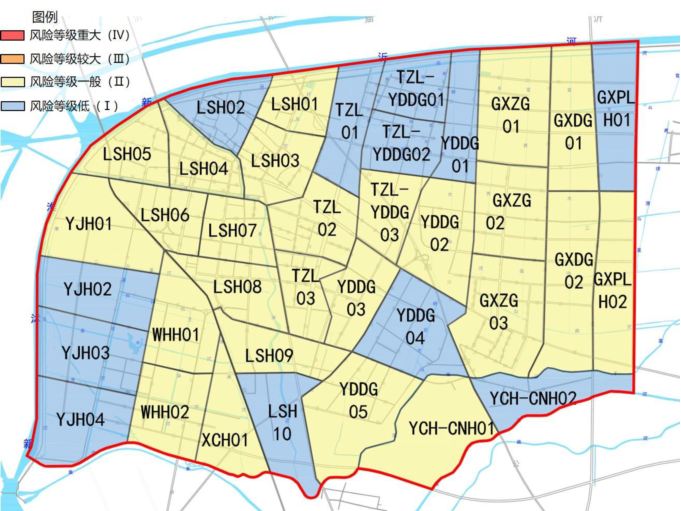 图例
风险等级重大（Ⅳ）
风险等级较大（Ⅲ）
风险等级一般（Ⅱ）
风险等级低（Ⅰ）
沂
河
新
LSH02
LSH01
TZL
01
TZL-
YDDG01
TZL-
YDDG02
YDDG
01
GXZG
01
GXDG
01
GXPL
H01
LSH05
LSH04
LSH03
YJH01
LSH06
LSH07
TZL
02
TZL-
YDDG
03
YDDG
02
GXZG
02
GXDG
02
GXPL
H02
YJH02
LSH08
TZL
03
YDDG
03
YDDG
04
GXZG
03
YJH03
WHH01
LSH09
YJH04
WHH02
XCH01
LSH
10
YDDG
05
YCH-CNH01
YCH-CNH02
新